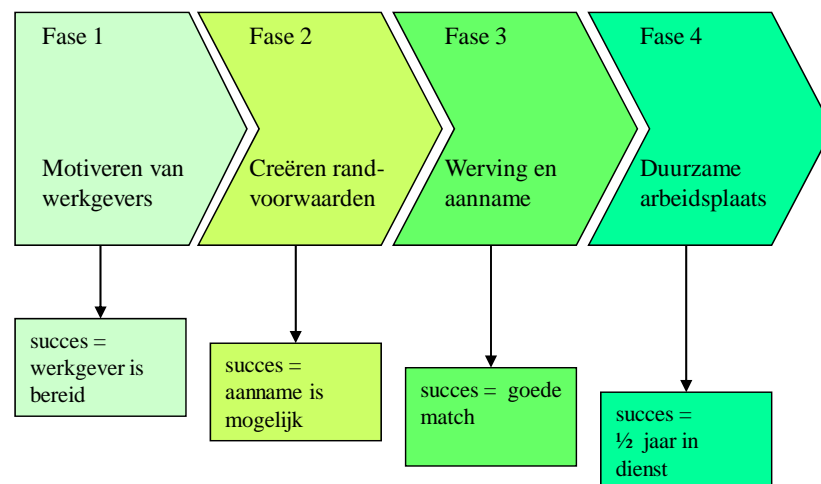 Fase 1
Motiveren van
werkgevers
Fase 2
Creëren rand-
voorwaarden
Fase 3
Werving en
aanname
Fase 4
Duurzame
arbeidsplaats
succes =
werkgever is
bereid
succes =
aanname is
mogelijk
succes = goede
match
succes =
½ jaar in
dienst